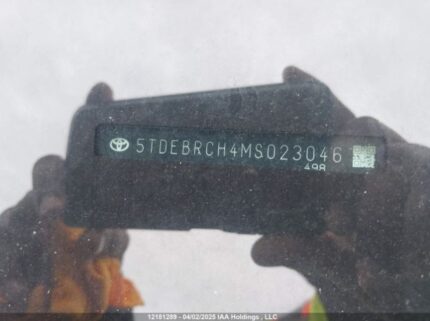 5TDEBRCH4MS023046
498
12181289 - 04/02/2025 IAA Holdings , LLC